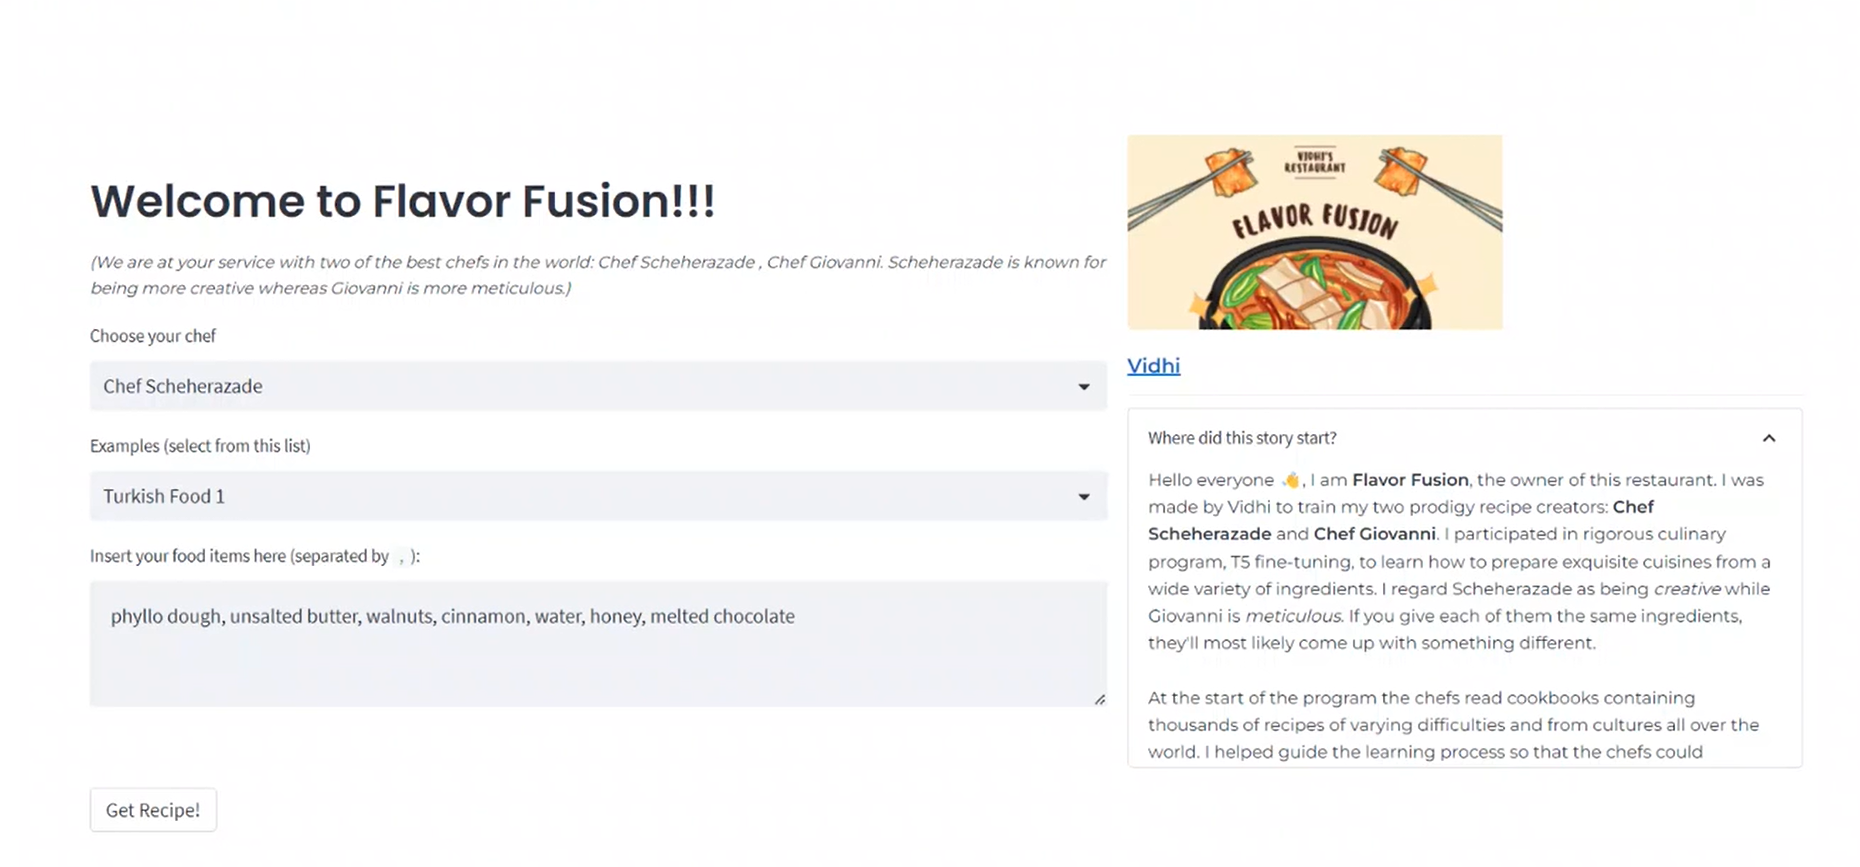 Welcome to Flavor Fusion!!!
(We are at your service with two of the best chefs in the world: Chef Scheherazade , Chef Giovanni. Scheherazade is known for
being more creative whereas Giovanni is more meticulous.)
Choose your chef
Chef Scheherazade
Examples (select from this list)
Turkish Food 1
Insert your food items here (separated by , ):
phyllo dough, unsalted butter, walnuts, cinnamon, water, honey, melted chocolate
Get Recipe!
VIDHI'S
RESTAURANT
FLAVOR FUSION
Vidhi
Where did this story start?
Hello everyone 👋, I am Flavor Fusion, the owner of this restaurant. I was
made by Vidhi to train my two prodigy recipe creators: Chef
Scheherazade and Chef Giovanni. I participated in rigorous culinary
program, T5 fine-tuning, to learn how to prepare exquisite cuisines from a
wide variety of ingredients. I regard Scheherazade as being creative while
Giovanni is meticulous. If you give each of them the same ingredients,
they'll most likely come up with something different.
At the start of the program the chefs read cookbooks containing
thousands of recipes of varying difficulties and from cultures all over the
world. I helped guide the learning process so that the chefs could